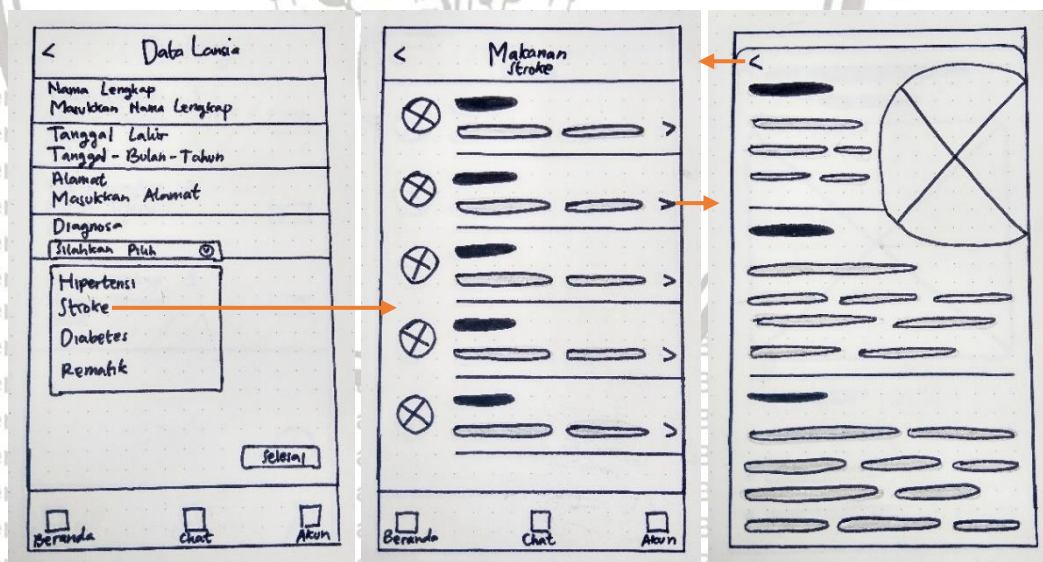 Data Lansia
Nama Lengkap
Masukkan Nama Lengkap
Tanggal Lahir
Tanggal - Bulan - Tahun
Alamat
Masukkan Alamat
Diagnosa
Silahkan Pilih
Hipertensi
Stroke
Diabetes
Rematik
Selesai
Beranda
Chat
Akun
Makanan
Stroke
Beranda
Chat
Akun